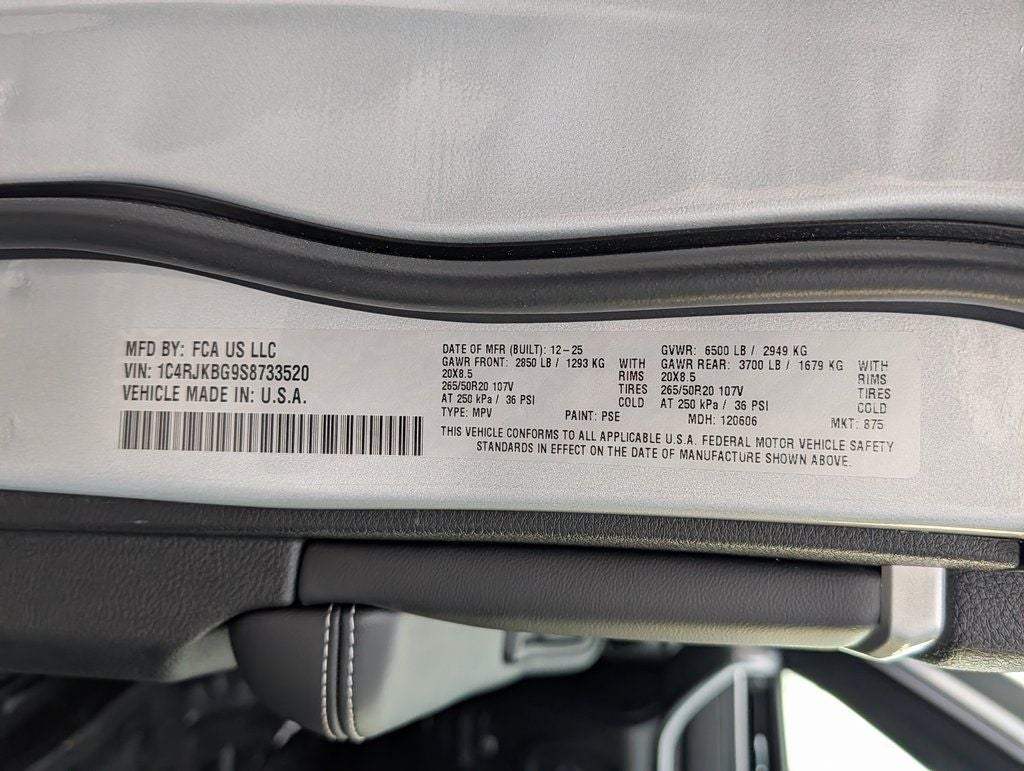 MFD BY: FCA US LLC
VIN: 1C4RJKBG9S8733520
VEHICLE MADE IN: U.S.A.
DATE OF MFR (BUILT): 12-25
GAWR FRONT: 2850 LB / 1293 KG WITH
20X8.5 RIMS
265/50R20 107V TIRES
AT 250 kPa / 36 PSI COLD
TYPE: MPV PAINT: PSE
GVWR: 6500 LB / 2949 KG
GAWR REAR: 3700 LB / 1679 KG WITH
20X8.5 RIMS
265/50R20 107V TIRES
AT 250 kPa / 36 PSI COLD
MDH: 120606 MKT: 875
THIS VEHICLE CONFORMS TO ALL APPLICABLE U.S.A. FEDERAL MOTOR VEHICLE SAFETY
STANDARDS IN EFFECT ON THE DATE OF MANUFACTURE SHOWN ABOVE.